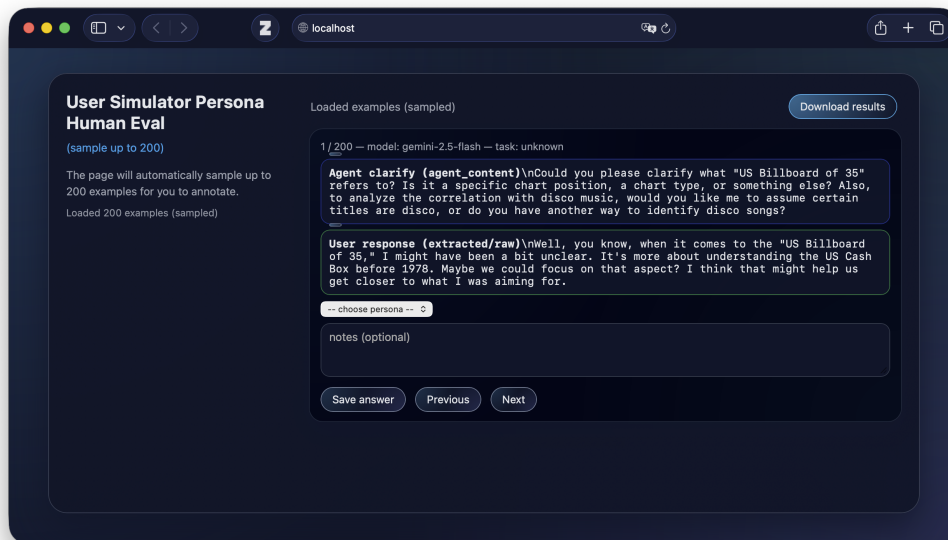 localhost
User Simulator Persona
Human Eval
(sample up to 200)
The page will automatically sample up to
200 examples for you to annotate.
Loaded 200 examples (sampled)
Loaded examples (sampled)
Download results
1 / 200 — model: gemini-2.5-flash — task: unknown
Agent clarify (agent_content)\nCould you please clarify what "US Billboard of 35"
refers to? Is it a specific chart position, a chart type, or something else? Also,
to analyze the correlation with disco music, would you like me to assume certain
titles are disco, or do you have another way to identify disco songs?
User response (extracted/raw)\nWell, you know, when it comes to the "US Billboard
of 35," I might have been a bit unclear. It's more about understanding the US Cash
Box before 1978. Maybe we could focus on that aspect? I think that might help us
get closer to what I was aiming for.
-- choose persona --
notes (optional)
Save answer
Previous
Next